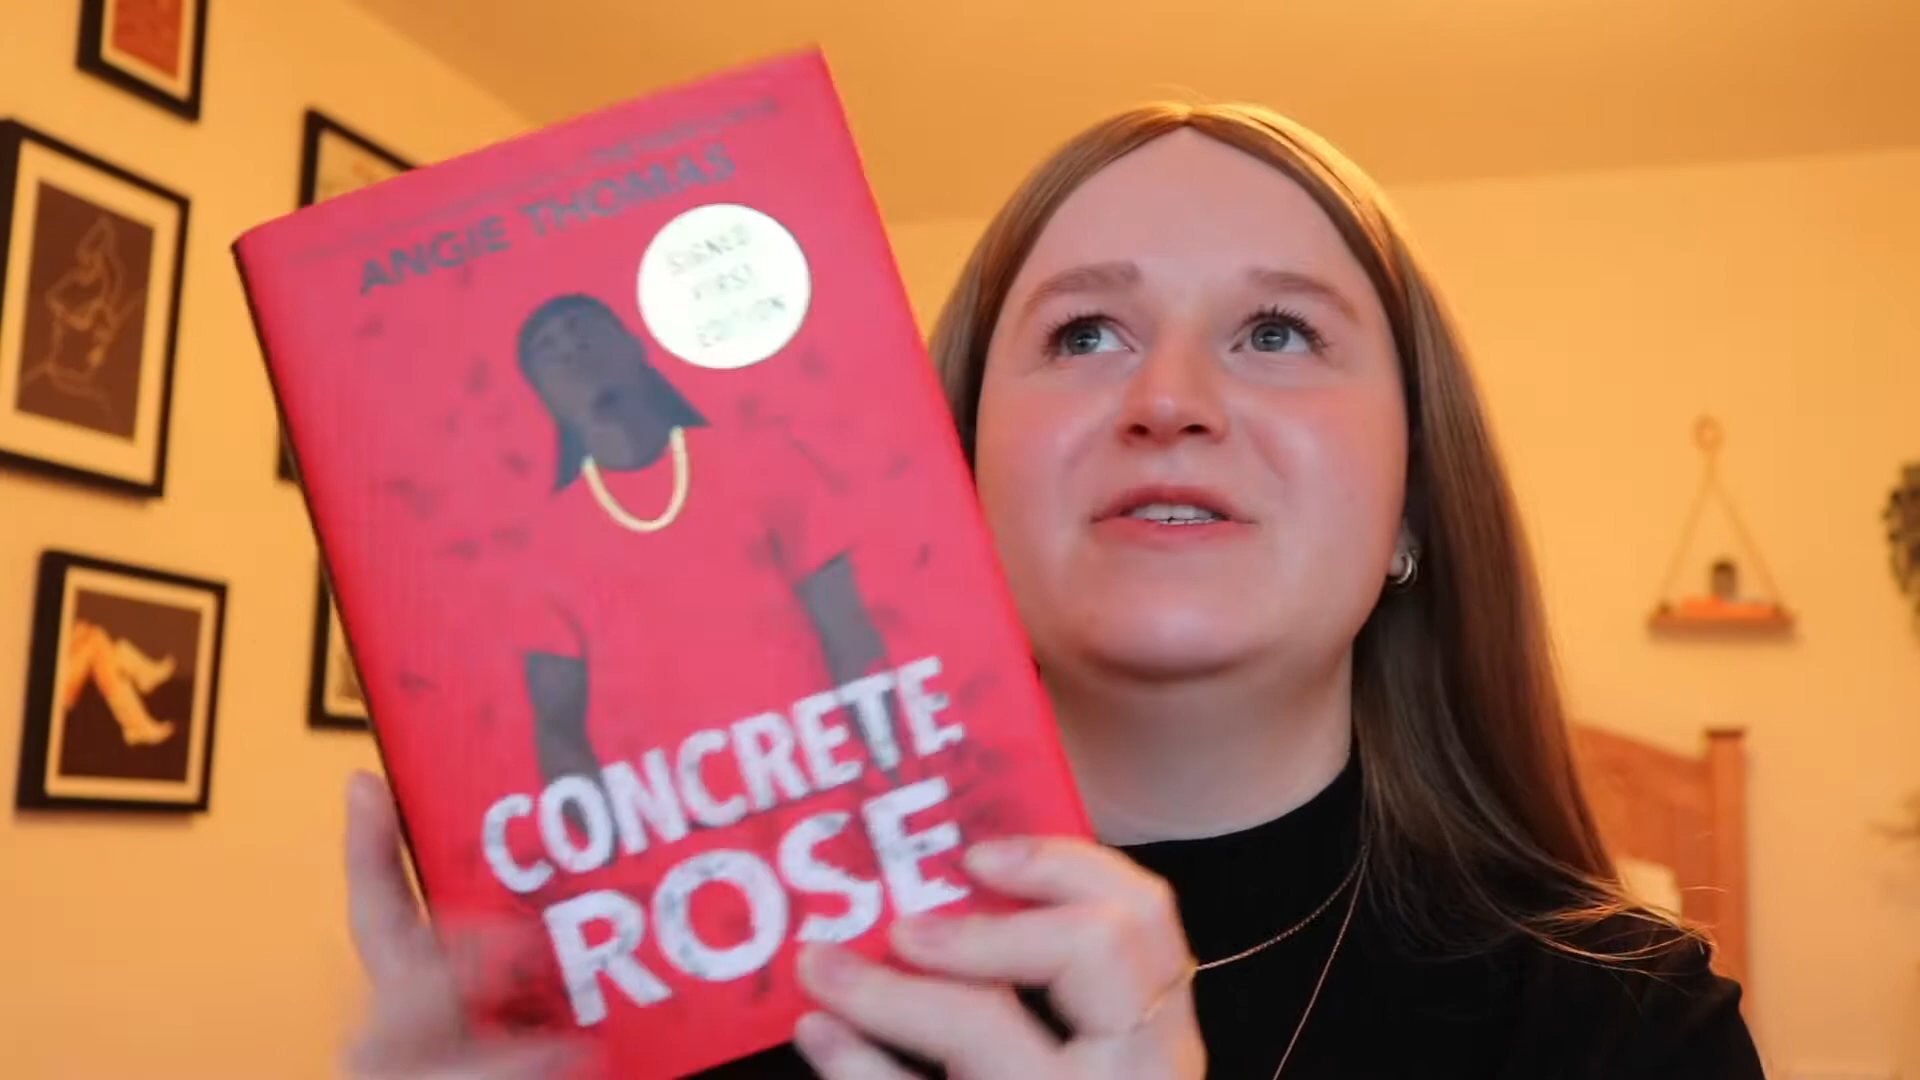 ANGIE THOMAS
SIGNED
FIRST
EDITION
CONCRETE
ROSE